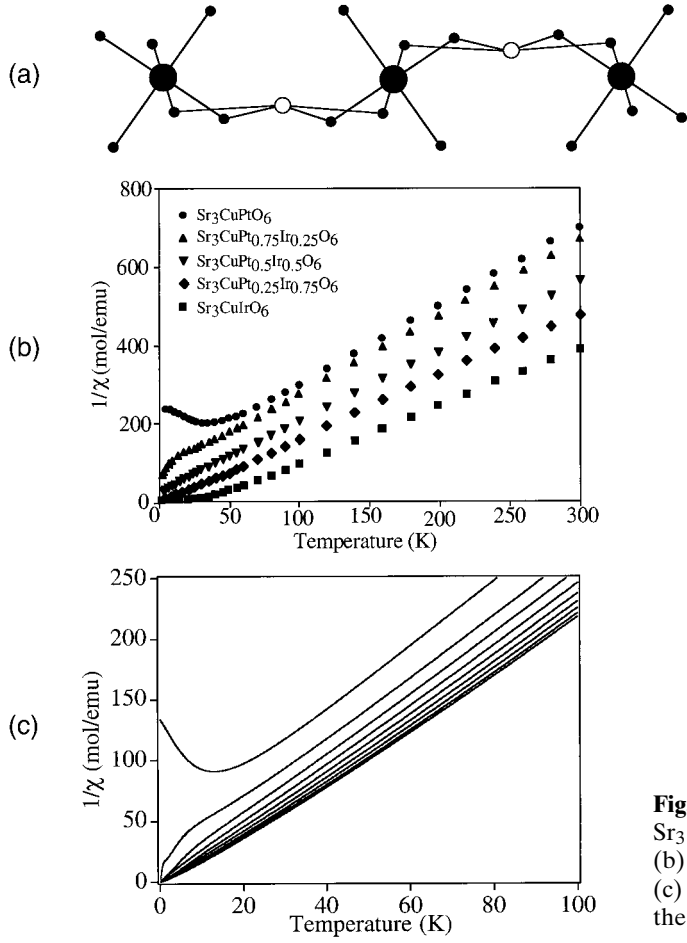 (a)
(b)
800
600
400
200
0
1/χ (mol/emu)
Sr3CuPtO6
Sr3CuPt0.75Ir0.25O6
Sr3CuPt0.5Ir0.5O6
Sr3CuPt0.25Ir0.75O6
Sr3CuIrO6
0 50 100 150 200 250 300
Temperature (K)
(c)
250
200
150
100
50
0
1/χ (mol/emu)
0 20 40 60 80 100
Temperature (K)
Fig
Sr3
(b)
(c)
the